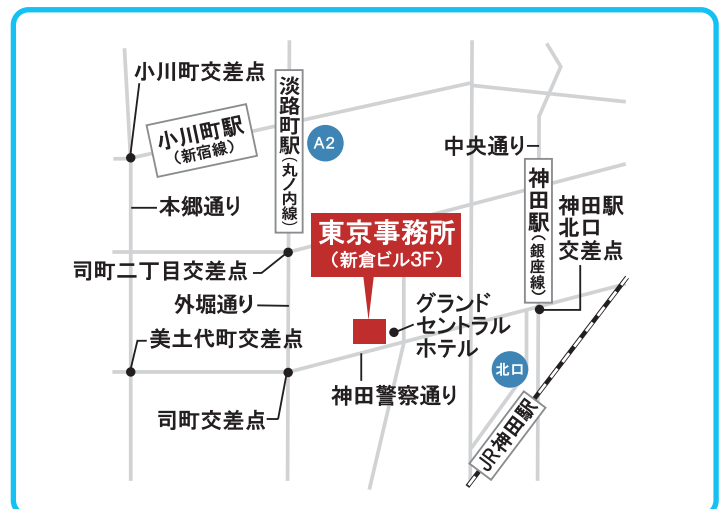 小川町交差点
小川町駅
（新宿線）
淡路町駅（丸ノ内線）
A2
中央通り
本郷通り
神田駅（銀座線）
神田駅
北口
交差点
東京事務所
（新倉ビル3F）
司町二丁目交差点
外堀通り
グランド
セントラル
ホテル
美土代町交差点
北口
神田警察通り
司町交差点
JR神田駅